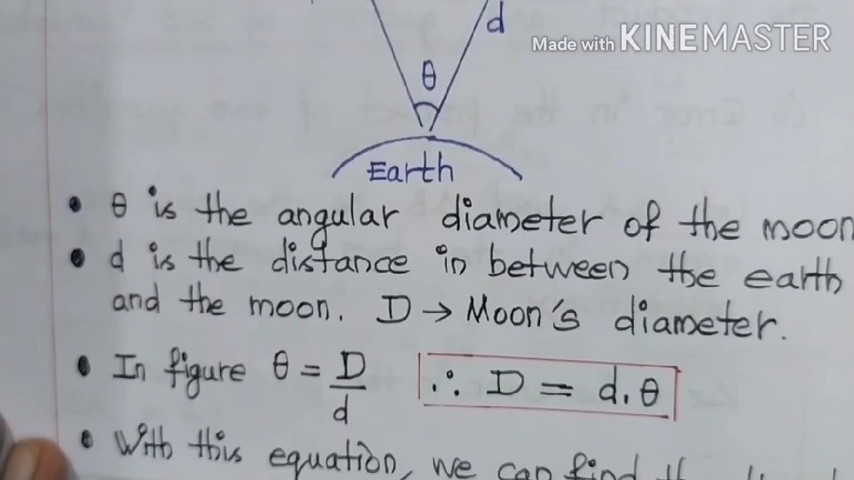 d
Made with KINEMASTER
θ
Earth
• θ is the angular diameter of the moon
• d is the distance in between the earth
and the moon. D → Moon's diameter.
• In figure θ = D/d ∴ D = d.θ
• With this equation, we can find